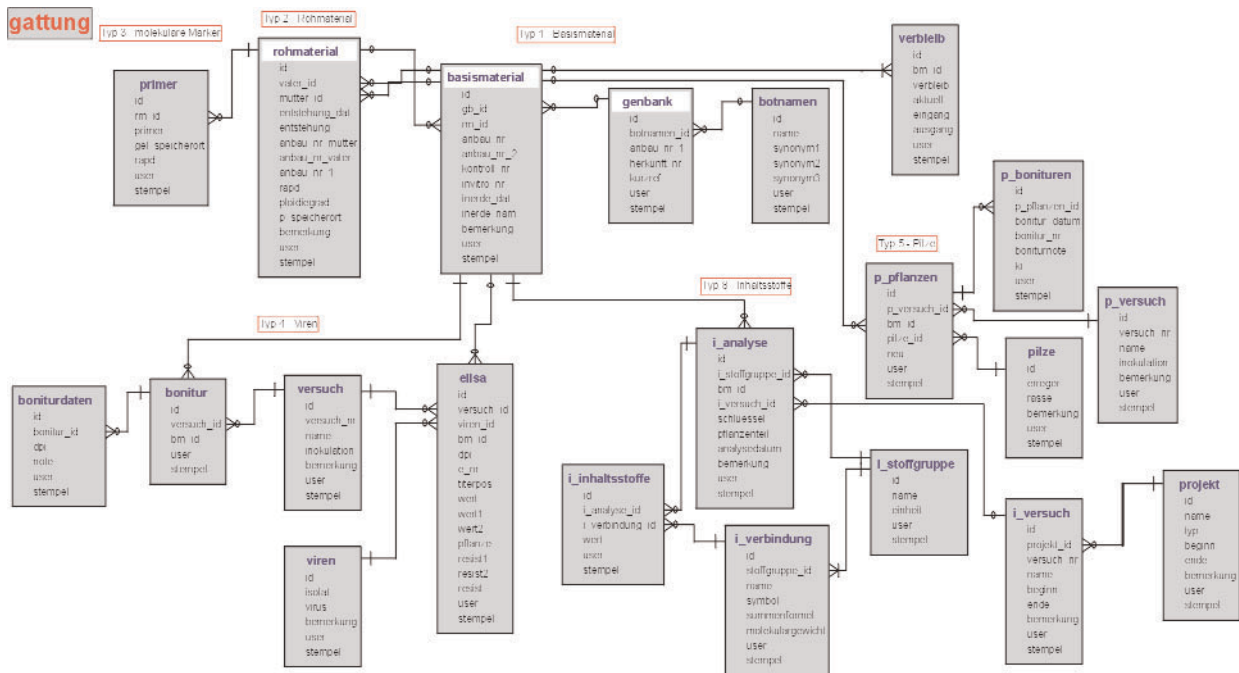 gattung
Typ 3 - molekulare Marker
Typ 2 - Rohmaterial
Typ 1 - Basismaterial
primer
id
rm_id
primer
gel_speicherort
rapd
user
stempel
rohmaterial
id
vater_id
mutter_id
entstehung_dat
entstehung
anbau_nr_mutter
anbau_nr_vater
anbau_nr_1
rapd
ploidiegrad
p_speicherort
bemerkung
user
stempel
basismaterial
id
gb_id
rm_id
anbau_nr
anbau_nr_2
kontroll_nr
invitro_nr
inerde_dat
inerde_nam
bemerkung
user
stempel
genbank
id
botnamen_id
anbau_nr_1
herkunft_nr
kurzref
user
stempel
botnamen
id
name
synonym1
synonym2
synonym3
user
stempel
verbleib
id
bm_id
verbleib
aktuell
eingang
ausgang
user
stempel
p_bonituren
id
p_pflanzen_id
bonitur_datum
bonitur_nr
boniturnote
ki
user
stempel
Typ 5 - Pilze
p_pflanzen
id
p_versuch_id
bm_id
pilze_id
neu
user
stempel
p_versuch
id
versuch_nr
name
inokulation
bemerkung
user
stempel
pilze
id
erreger
rasse
bemerkung
user
stempel
Typ 4 - Viren
boniturdaten
id
bonitur_id
dpi
note
user
stempel
bonitur
id
versuch_id
bm_id
user
stempel
versuch
id
versuch_nr
name
inokulation
bemerkung
user
stempel
viren
id
isolat
virus
bemerkung
user
stempel
elisa
id
versuch_id
viren_id
bm_id
dpi
e_nr
titerpos
wert
wert1
wert2
pflanze
resist1
resist2
resist
user
stempel
Inhaltsstoffe
i_analyse
id
i_stoffgruppe_id
bm_id
i_versuch_id
schluessel
pflanzenteil
analysedatum
bemerkung
user
stempel
i_inhaltsstoffe
id
i_analyse_id
i_verbindung_id
wert
user
stempel
i_verbindung
id
stoffgruppe_id
name
symbol
summenformel
molekulargewicht
user
stempel
i_stoffgruppe
id
name
einheit
user
stempel
i_versuch
id
projekt_id
versuch_nr
name
beginn
ende
bemerkung
user
stempel
projekt
id
name
typ
beginn
ende
bemerkung
user
stempel